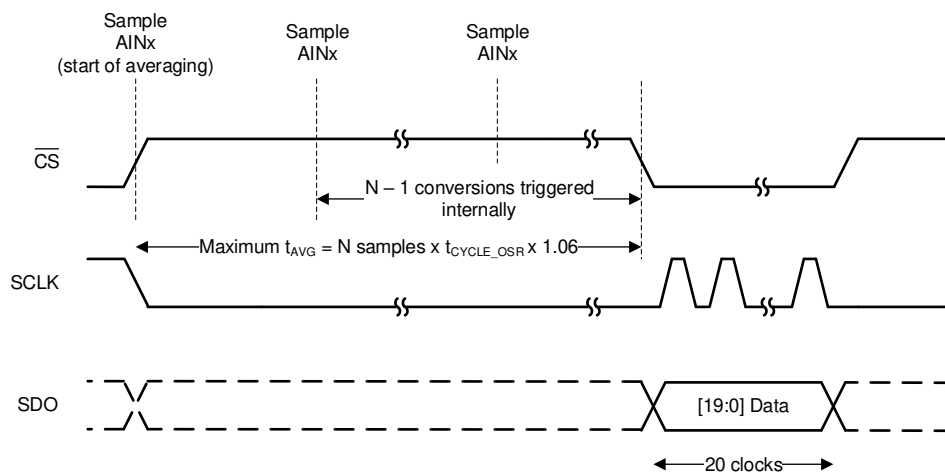 Sample
AINx
(start of averaging)
Sample
AINx
Sample
AINx
CS
N – 1 conversions triggered
internally
Maximum tAVG = N samples x tCYCLE_OSR x 1.06
SCLK
SDO
[19:0] Data
20 clocks